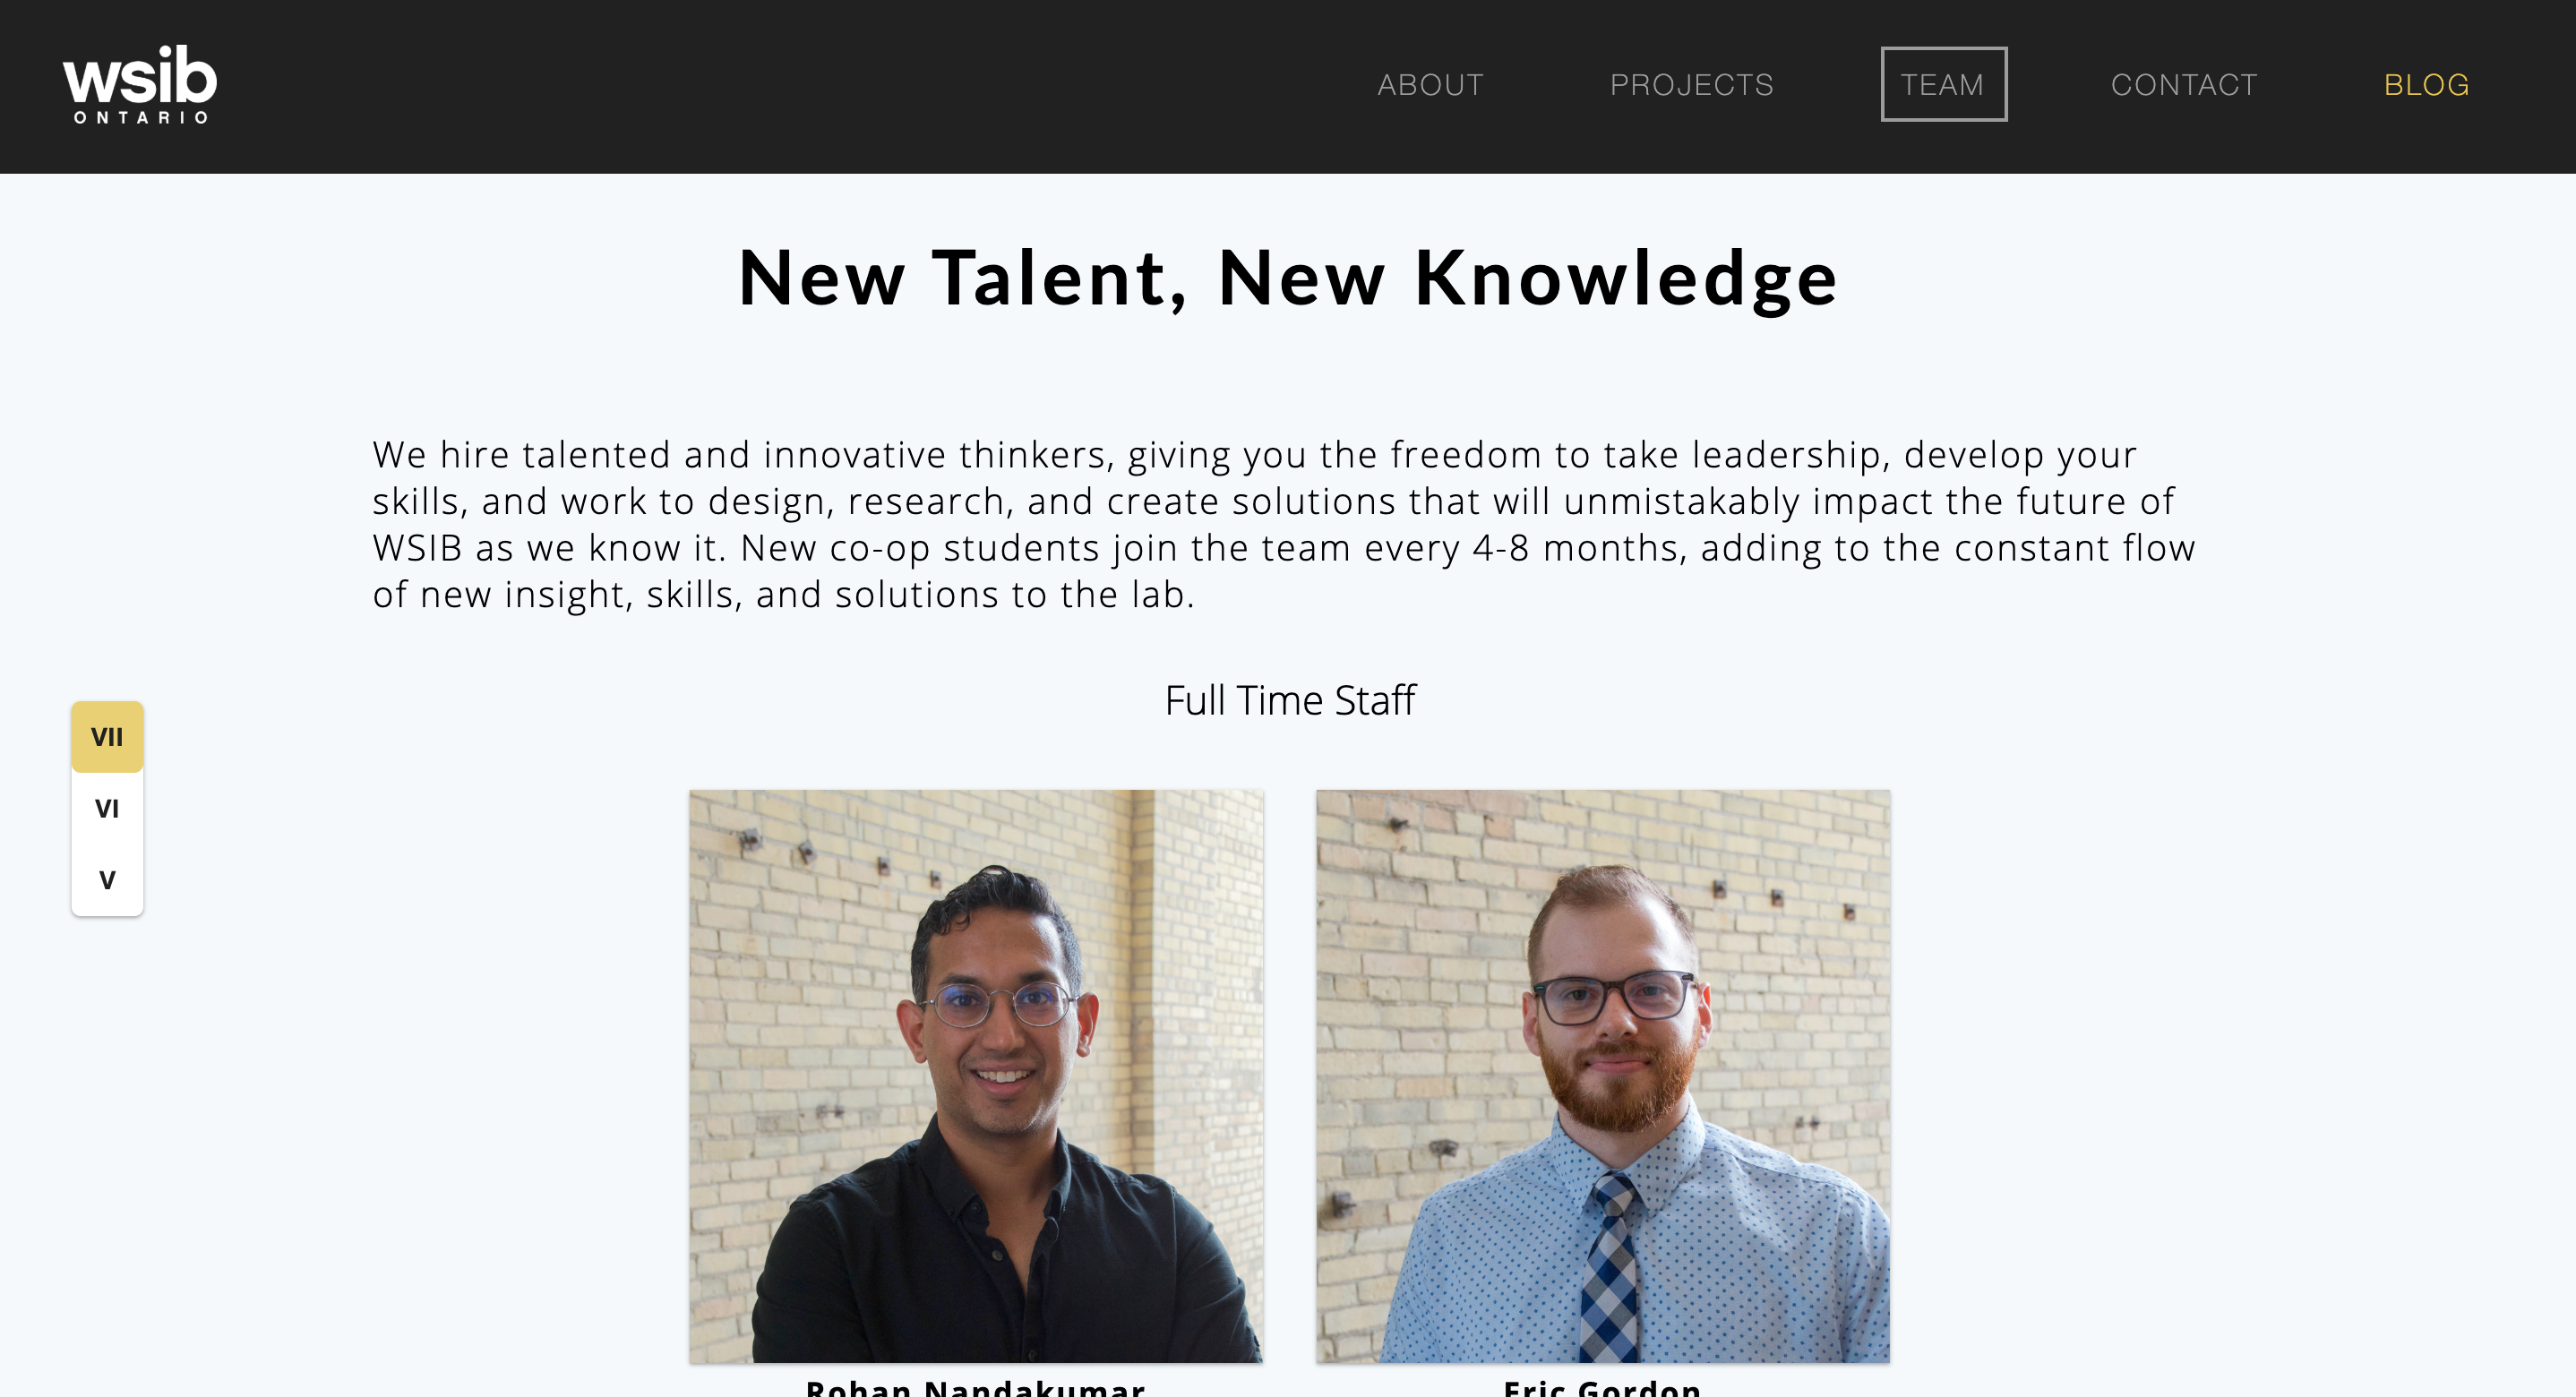 wsib
ONTARIO
ABOUT
PROJECTS
TEAM
CONTACT
BLOG
New Talent, New Knowledge
We hire talented and innovative thinkers, giving you the freedom to take leadership, develop your
skills, and work to design, research, and create solutions that will unmistakably impact the future of
WSIB as we know it. New co-op students join the team every 4-8 months, adding to the constant flow
of new insight, skills, and solutions to the lab.
Full Time Staff
VII
VI
V
Rohan Nandakumar
Eric Gordon